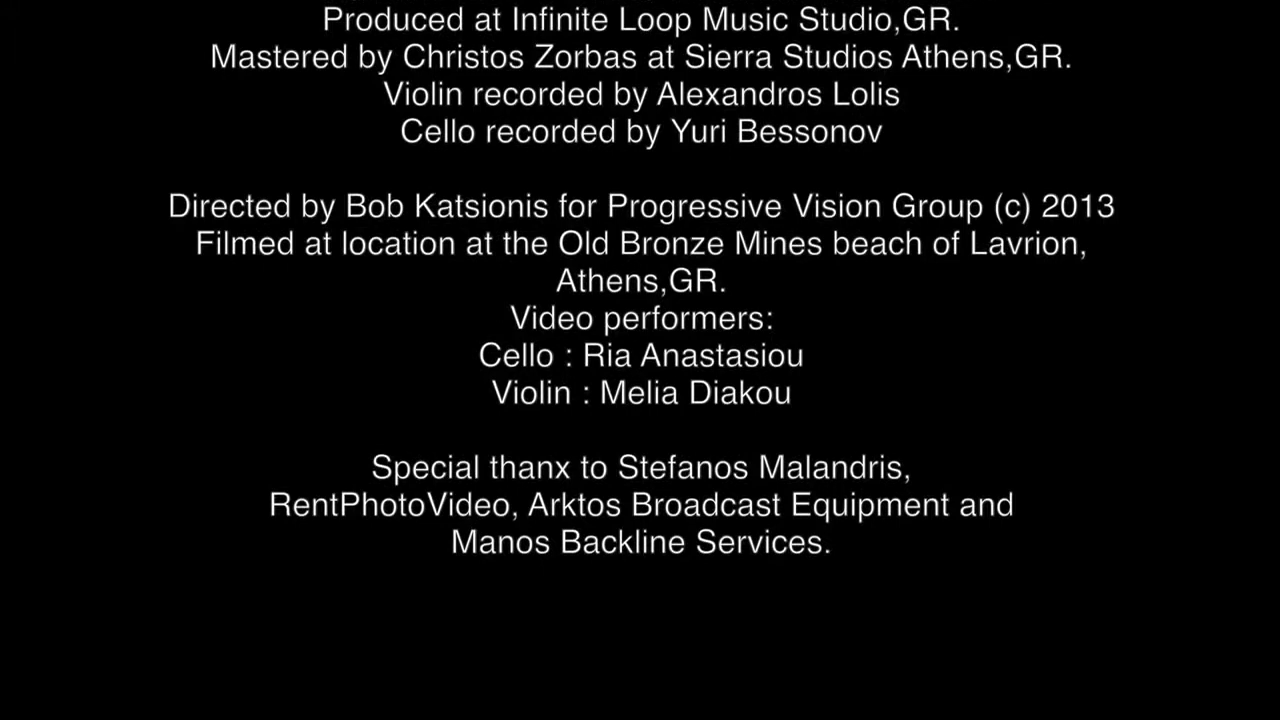 Produced at Infinite Loop Music Studio,GR.
Mastered by Christos Zorbas at Sierra Studios Athens,GR.
Violin recorded by Alexandros Lolis
Cello recorded by Yuri Bessonov
Directed by Bob Katsionis for Progressive Vision Group (c) 2013
Filmed at location at the Old Bronze Mines beach of Lavrion,
Athens,GR.
Video performers:
Cello : Ria Anastasiou
Violin : Melia Diakou
Special thanx to Stefanos Malandris,
RentPhotoVideo, Arktos Broadcast Equipment and
Manos Backline Services.